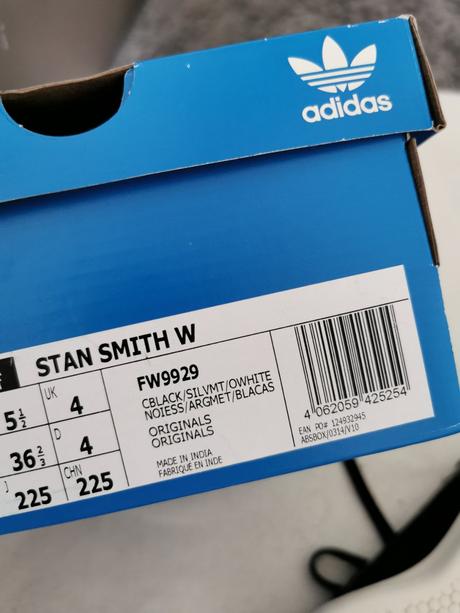 adidas
STAN SMITH W
5½ UK 4
36⅔ D 4
J 225 CHN 225
FW9929
CBLACK/SILVMT/OWHITE
NOIESS/ARGMET/BLACAS
ORIGINALS
ORIGINALS
MADE IN INDIA
FABRIQUE EN INDE
4 062059 425254
EAN PO# 124932945
ABSBOX/0314/V10